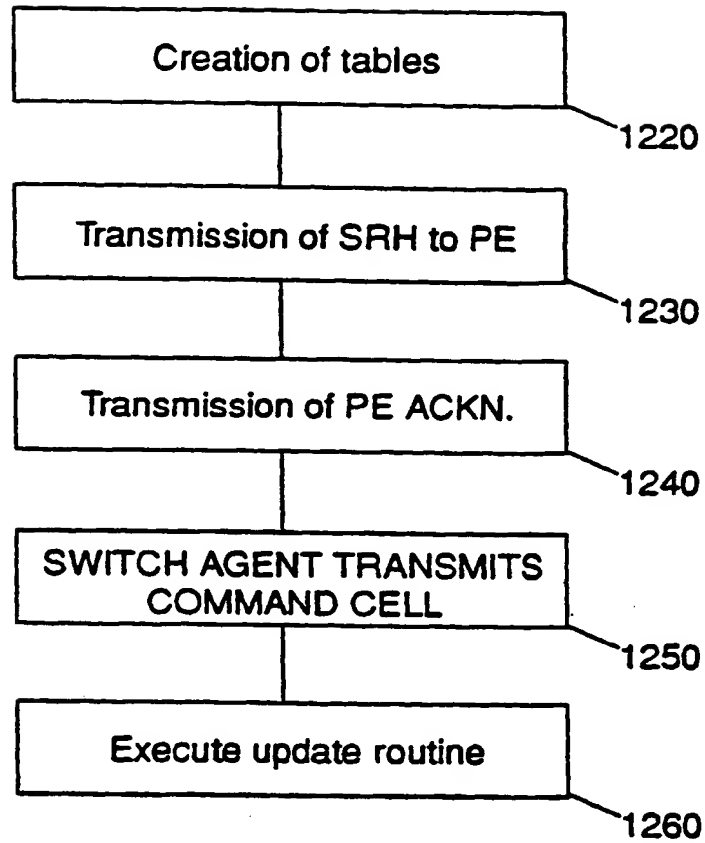 Creation of tables
1220
Transmission of SRH to PE
1230
Transmission of PE ACKN.
1240
SWITCH AGENT TRANSMITS
COMMAND CELL
1250
Execute update routine
1260